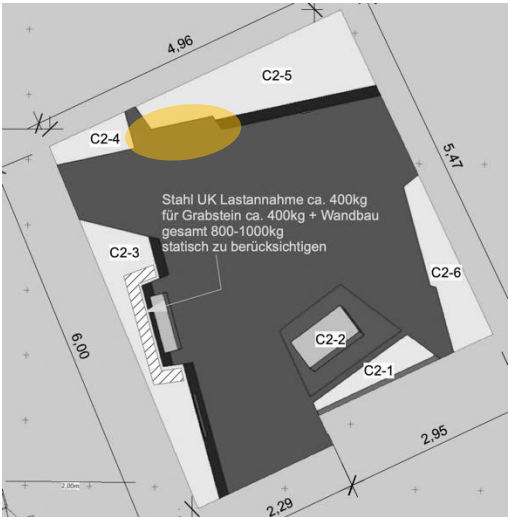 4,96
C2-5
C2-4
5,47
Stahl UK Lastannahme ca. 400kg
für Grabstein ca. 400kg + Wandbau
gesamt 800-1000kg
statisch zu berücksichtigen
C2-3
C2-6
6,00
C2-2
C2-1
2,95
2,00m
2,29